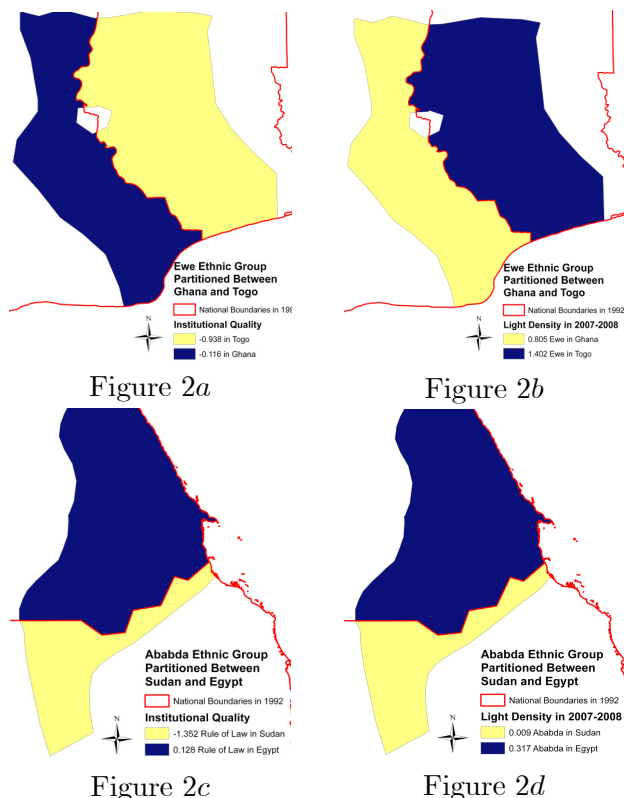 Ewe Ethnic Group
Partitioned Between
Ghana and Togo
National Boundaries in 199
N
Institutional Quality
-0.938 in Togo
-0.116 in Ghana
Figure 2a
Ewe Ethnic Group
Partitioned Between
Ghana and Togo
National Boundaries in 1992
N
Light Density in 2007-2008
0.805 Ewe in Ghana
1.402 Ewe in Togo
Figure 2b
Ababda Ethnic Group
Partitioned Between
Sudan and Egypt
National Boundaries in 1992
N
Institutional Quality
-1.352 Rule of Law in Sudan
0.128 Rule of Law in Egypt
Figure 2c
Ababda Ethnic Group
Partitioned Between
Sudan and Egypt
National Boundaries in 1992
N
Light Density in 2007-2008
0.009 Ababda in Sudan
0.317 Ababda in Egypt
Figure 2d